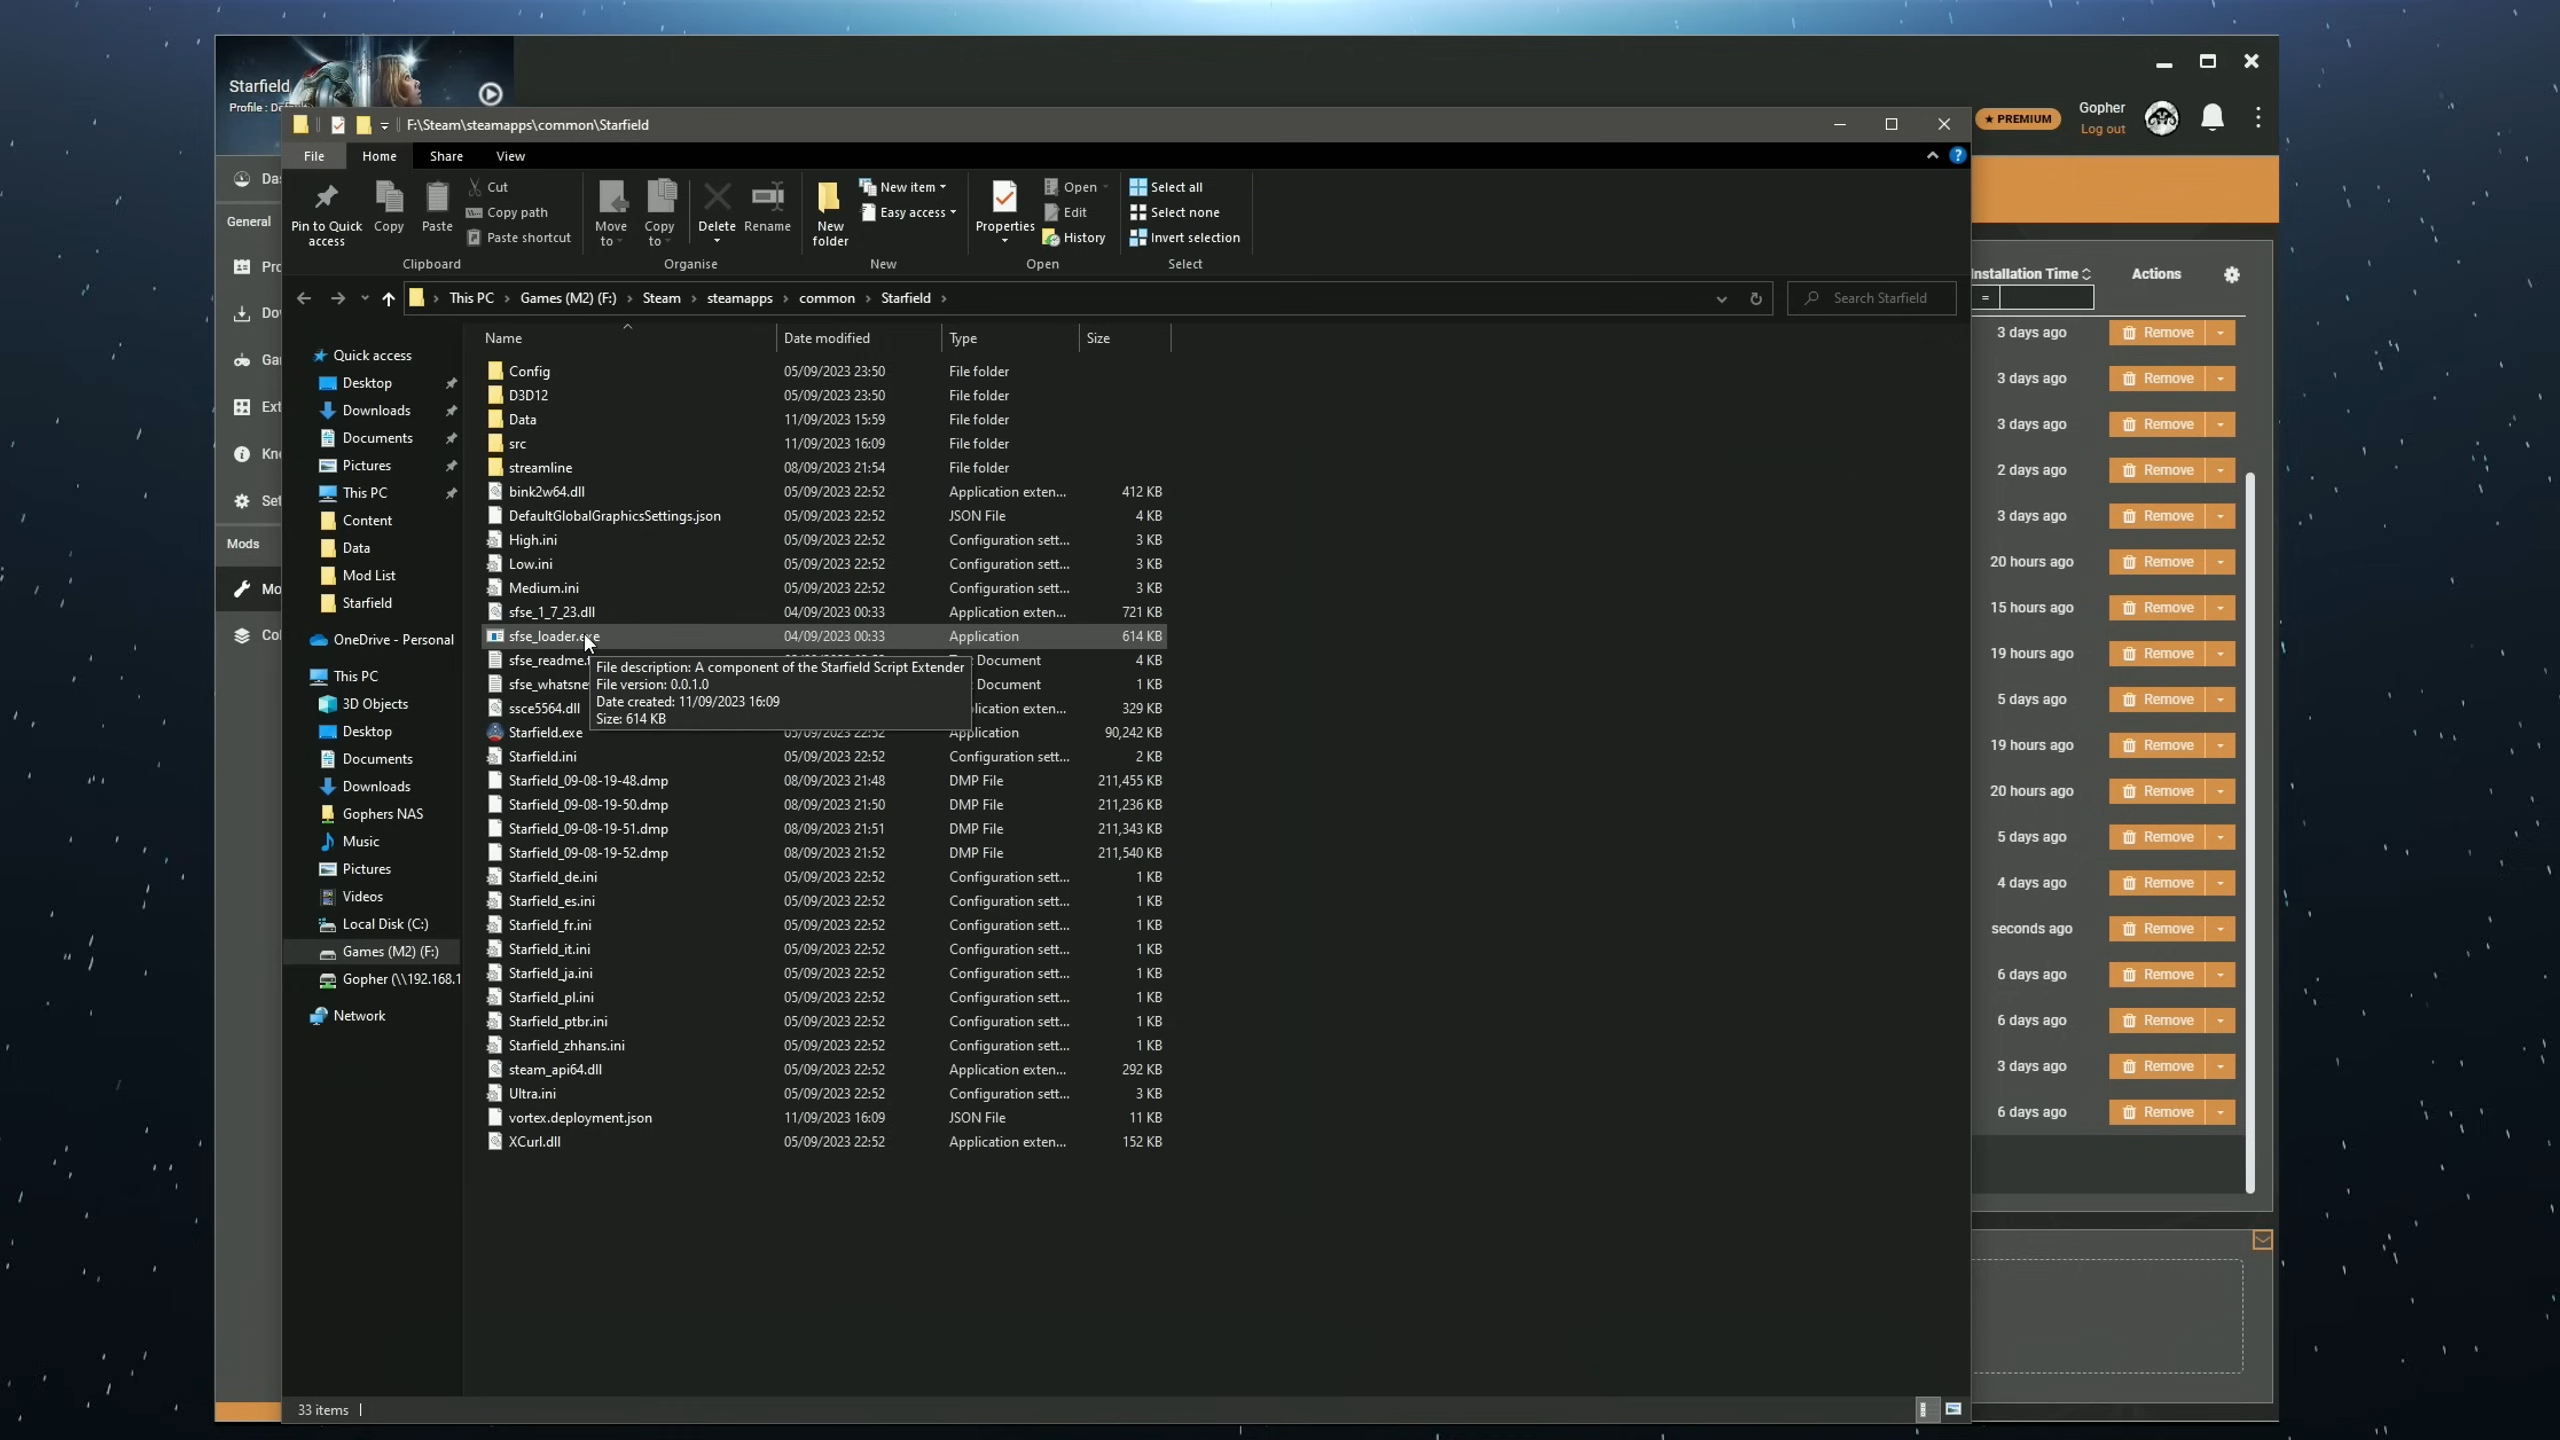 Starfield
Profile : De
Gopher
Log out
PREMIUM
F:\Steam\steamapps\common\Starfield
File Home Share View
Pin to Quick access
Copy
Paste
Cut
Copy path
Paste shortcut
Clipboard
Move to
Copy to
Delete
Rename
Organise
New folder
New item
Easy access
New
Properties
Open
Edit
History
Open
Select all
Select none
Invert selection
Select
This PC > Games (M2) (F:) > Steam > steamapps > common > Starfield >
Search Starfield
Das
General
Pro
Do
Ga
Ext
Kn
Set
Mods
Mo
Col
Quick access
Desktop
Downloads
Documents
Pictures
This PC
Content
Data
Mod List
Starfield
OneDrive - Personal
This PC
3D Objects
Desktop
Documents
Downloads
Gophers NAS
Music
Pictures
Videos
Local Disk (C:)
Games (M2) (F:)
Gopher (\\192.168.1
Network
Name Date modified Type Size
Config 05/09/2023 23:50 File folder
D3D12 05/09/2023 23:50 File folder
Data 11/09/2023 15:59 File folder
src 11/09/2023 16:09 File folder
streamline 08/09/2023 21:54 File folder
bink2w64.dll 05/09/2023 22:52 Application exten... 412 KB
DefaultGlobalGraphicsSettings.json 05/09/2023 22:52 JSON File 4 KB
High.ini 05/09/2023 22:52 Configuration sett... 3 KB
Low.ini 05/09/2023 22:52 Configuration sett... 3 KB
Medium.ini 05/09/2023 22:52 Configuration sett... 3 KB
sfse_1_7_23.dll 04/09/2023 00:33 Application exten... 721 KB
sfse_loader.exe 04/09/2023 00:33 Application 614 KB
sfse_readme.t Document 4 KB
sfse_whatsne Document 1 KB
ssce5564.dll lication exten... 329 KB
File description: A component of the Starfield Script Extender
File version: 0.0.1.0
Date created: 11/09/2023 16:09
Size: 614 KB
Starfield.exe 05/09/2023 22:52 Application 90,242 KB
Starfield.ini 05/09/2023 22:52 Configuration sett... 2 KB
Starfield_09-08-19-48.dmp 08/09/2023 21:48 DMP File 211,455 KB
Starfield_09-08-19-50.dmp 08/09/2023 21:50 DMP File 211,236 KB
Starfield_09-08-19-51.dmp 08/09/2023 21:51 DMP File 211,343 KB
Starfield_09-08-19-52.dmp 08/09/2023 21:52 DMP File 211,540 KB
Starfield_de.ini 05/09/2023 22:52 Configuration sett... 1 KB
Starfield_es.ini 05/09/2023 22:52 Configuration sett... 1 KB
Starfield_fr.ini 05/09/2023 22:52 Configuration sett... 1 KB
Starfield_it.ini 05/09/2023 22:52 Configuration sett... 1 KB
Starfield_ja.ini 05/09/2023 22:52 Configuration sett... 1 KB
Starfield_pl.ini 05/09/2023 22:52 Configuration sett... 1 KB
Starfield_ptbr.ini 05/09/2023 22:52 Configuration sett... 1 KB
Starfield_zhhans.ini 05/09/2023 22:52 Configuration sett... 1 KB
steam_api64.dll 05/09/2023 22:52 Application exten... 292 KB
Ultra.ini 05/09/2023 22:52 Configuration sett... 3 KB
vortex.deployment.json 11/09/2023 16:09 JSON File 11 KB
XCurl.dll 05/09/2023 22:52 Application exten... 152 KB
33 items
Installation Time Actions
=
3 days ago Remove
3 days ago Remove
3 days ago Remove
2 days ago Remove
3 days ago Remove
20 hours ago Remove
15 hours ago Remove
19 hours ago Remove
5 days ago Remove
19 hours ago Remove
20 hours ago Remove
5 days ago Remove
4 days ago Remove
seconds ago Remove
6 days ago Remove
6 days ago Remove
3 days ago Remove
6 days ago Remove